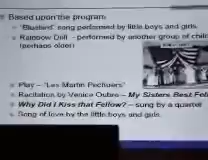 Based upon the program
"Bluebird" song performed by little boys and girls.
Rainbow Drill - performed by another group of chil
(perhaps older)
Play – "Les Martin Pecheurs"
Recitation by Venice Oubre – My Sisters Best Fell
Why Did I Kiss that Fellow? – sung by a quartet
Song of love by the little boys and girls.